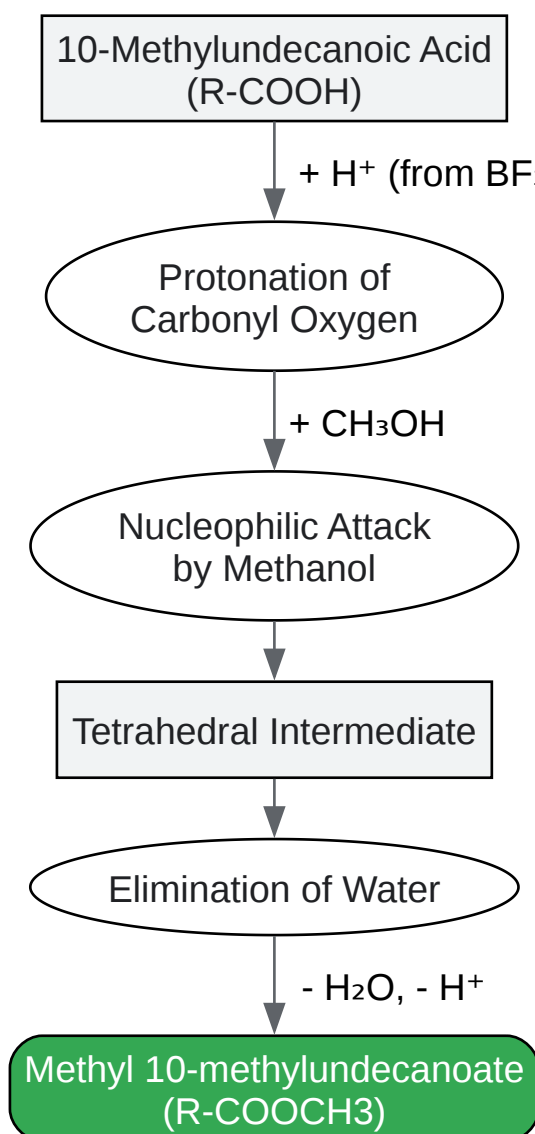 10-Methylundecanoic Acid
(R-COOH)
+ H⁺ (from BF
Protonation of
Carbonyl Oxygen
+ CH₃OH
Nucleophilic Attack
by Methanol
Tetrahedral Intermediate
Elimination of Water
- H₂O, - H⁺
Methyl 10-methylundecanoate
(R-COOCH3)